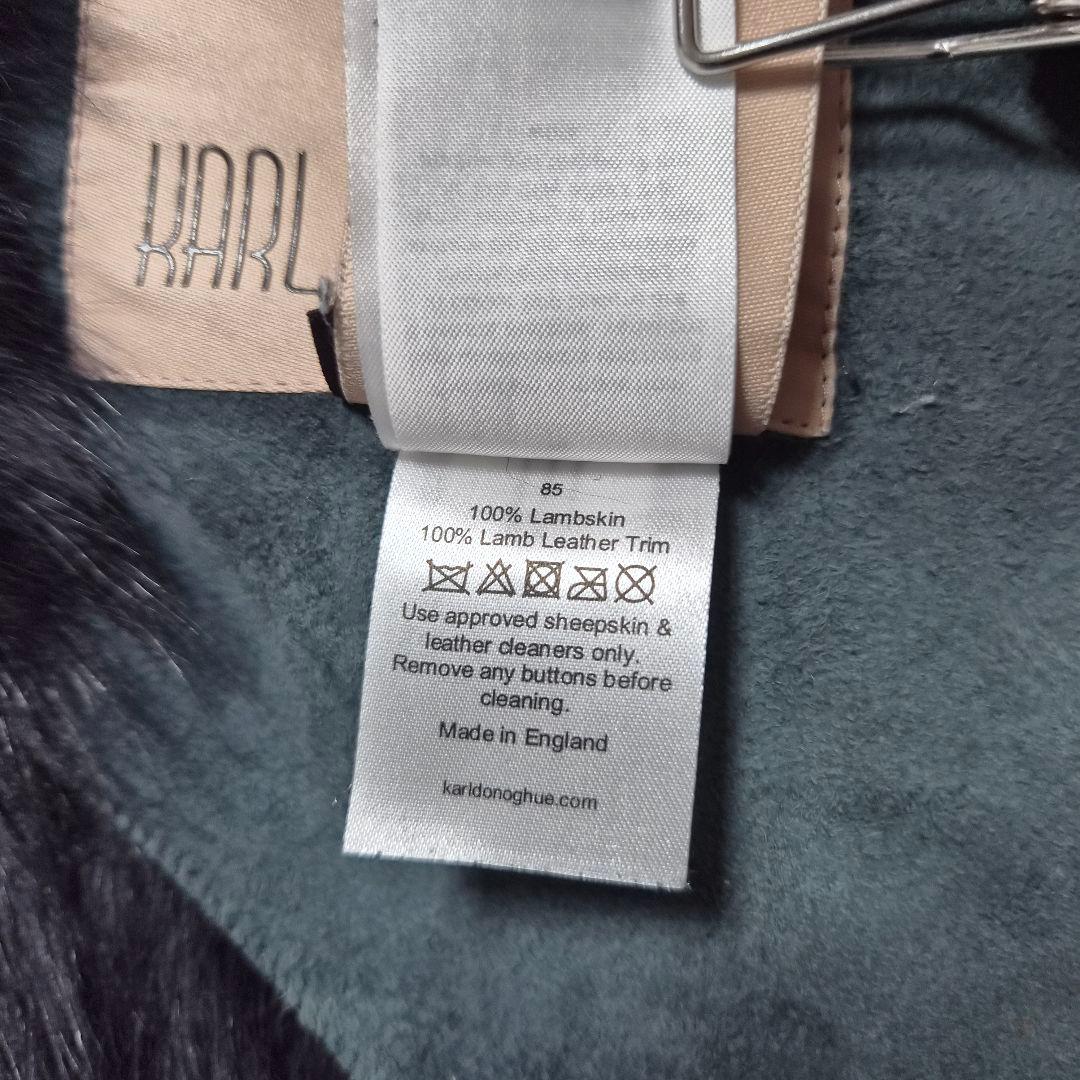 KARL
85
100% Lambskin
100% Lamb Leather Trim
Use approved sheepskin &
leather cleaners only.
Remove any buttons before
cleaning.
Made in England
karldonoghue.com